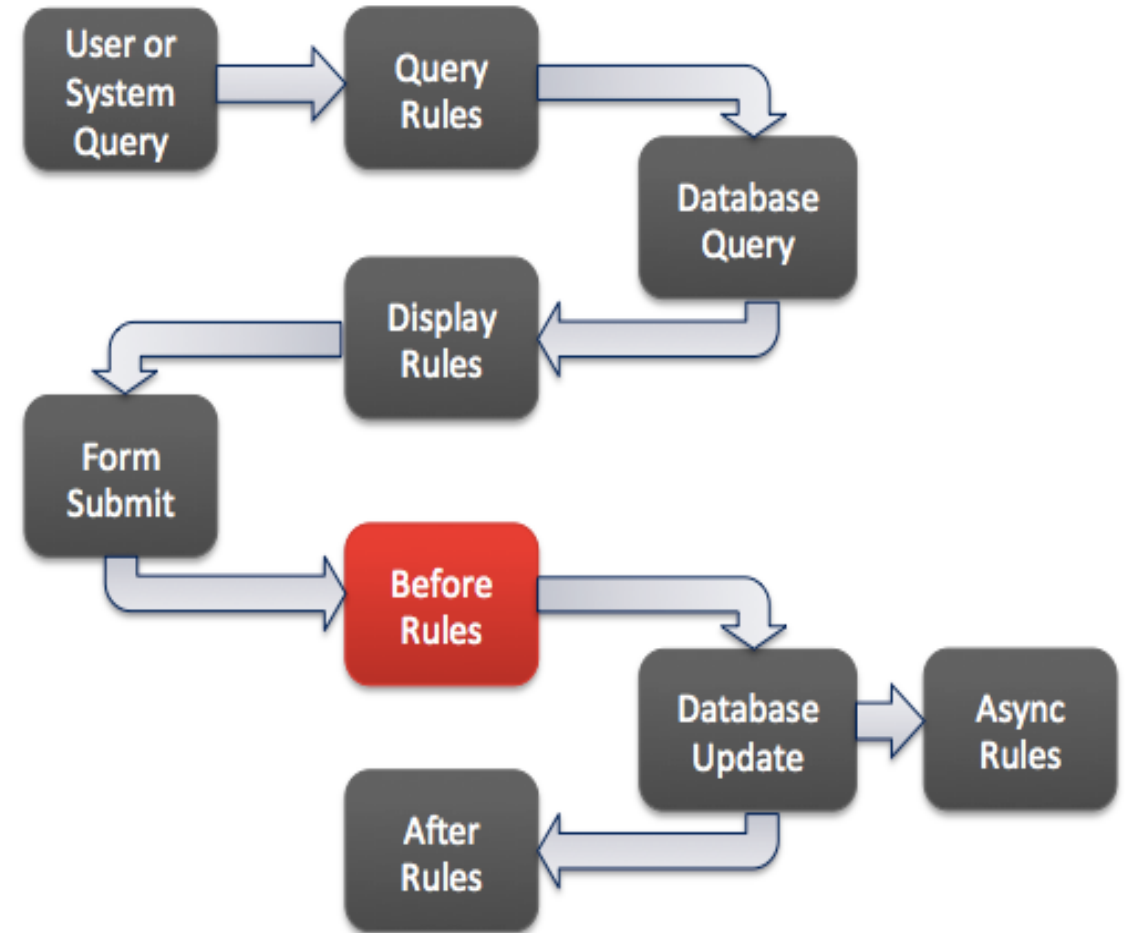 User or
System
Query
Query
Rules
Database
Query
Display
Rules
Form
Submit
Before
Rules
Database
Update
Async
Rules
After
Rules